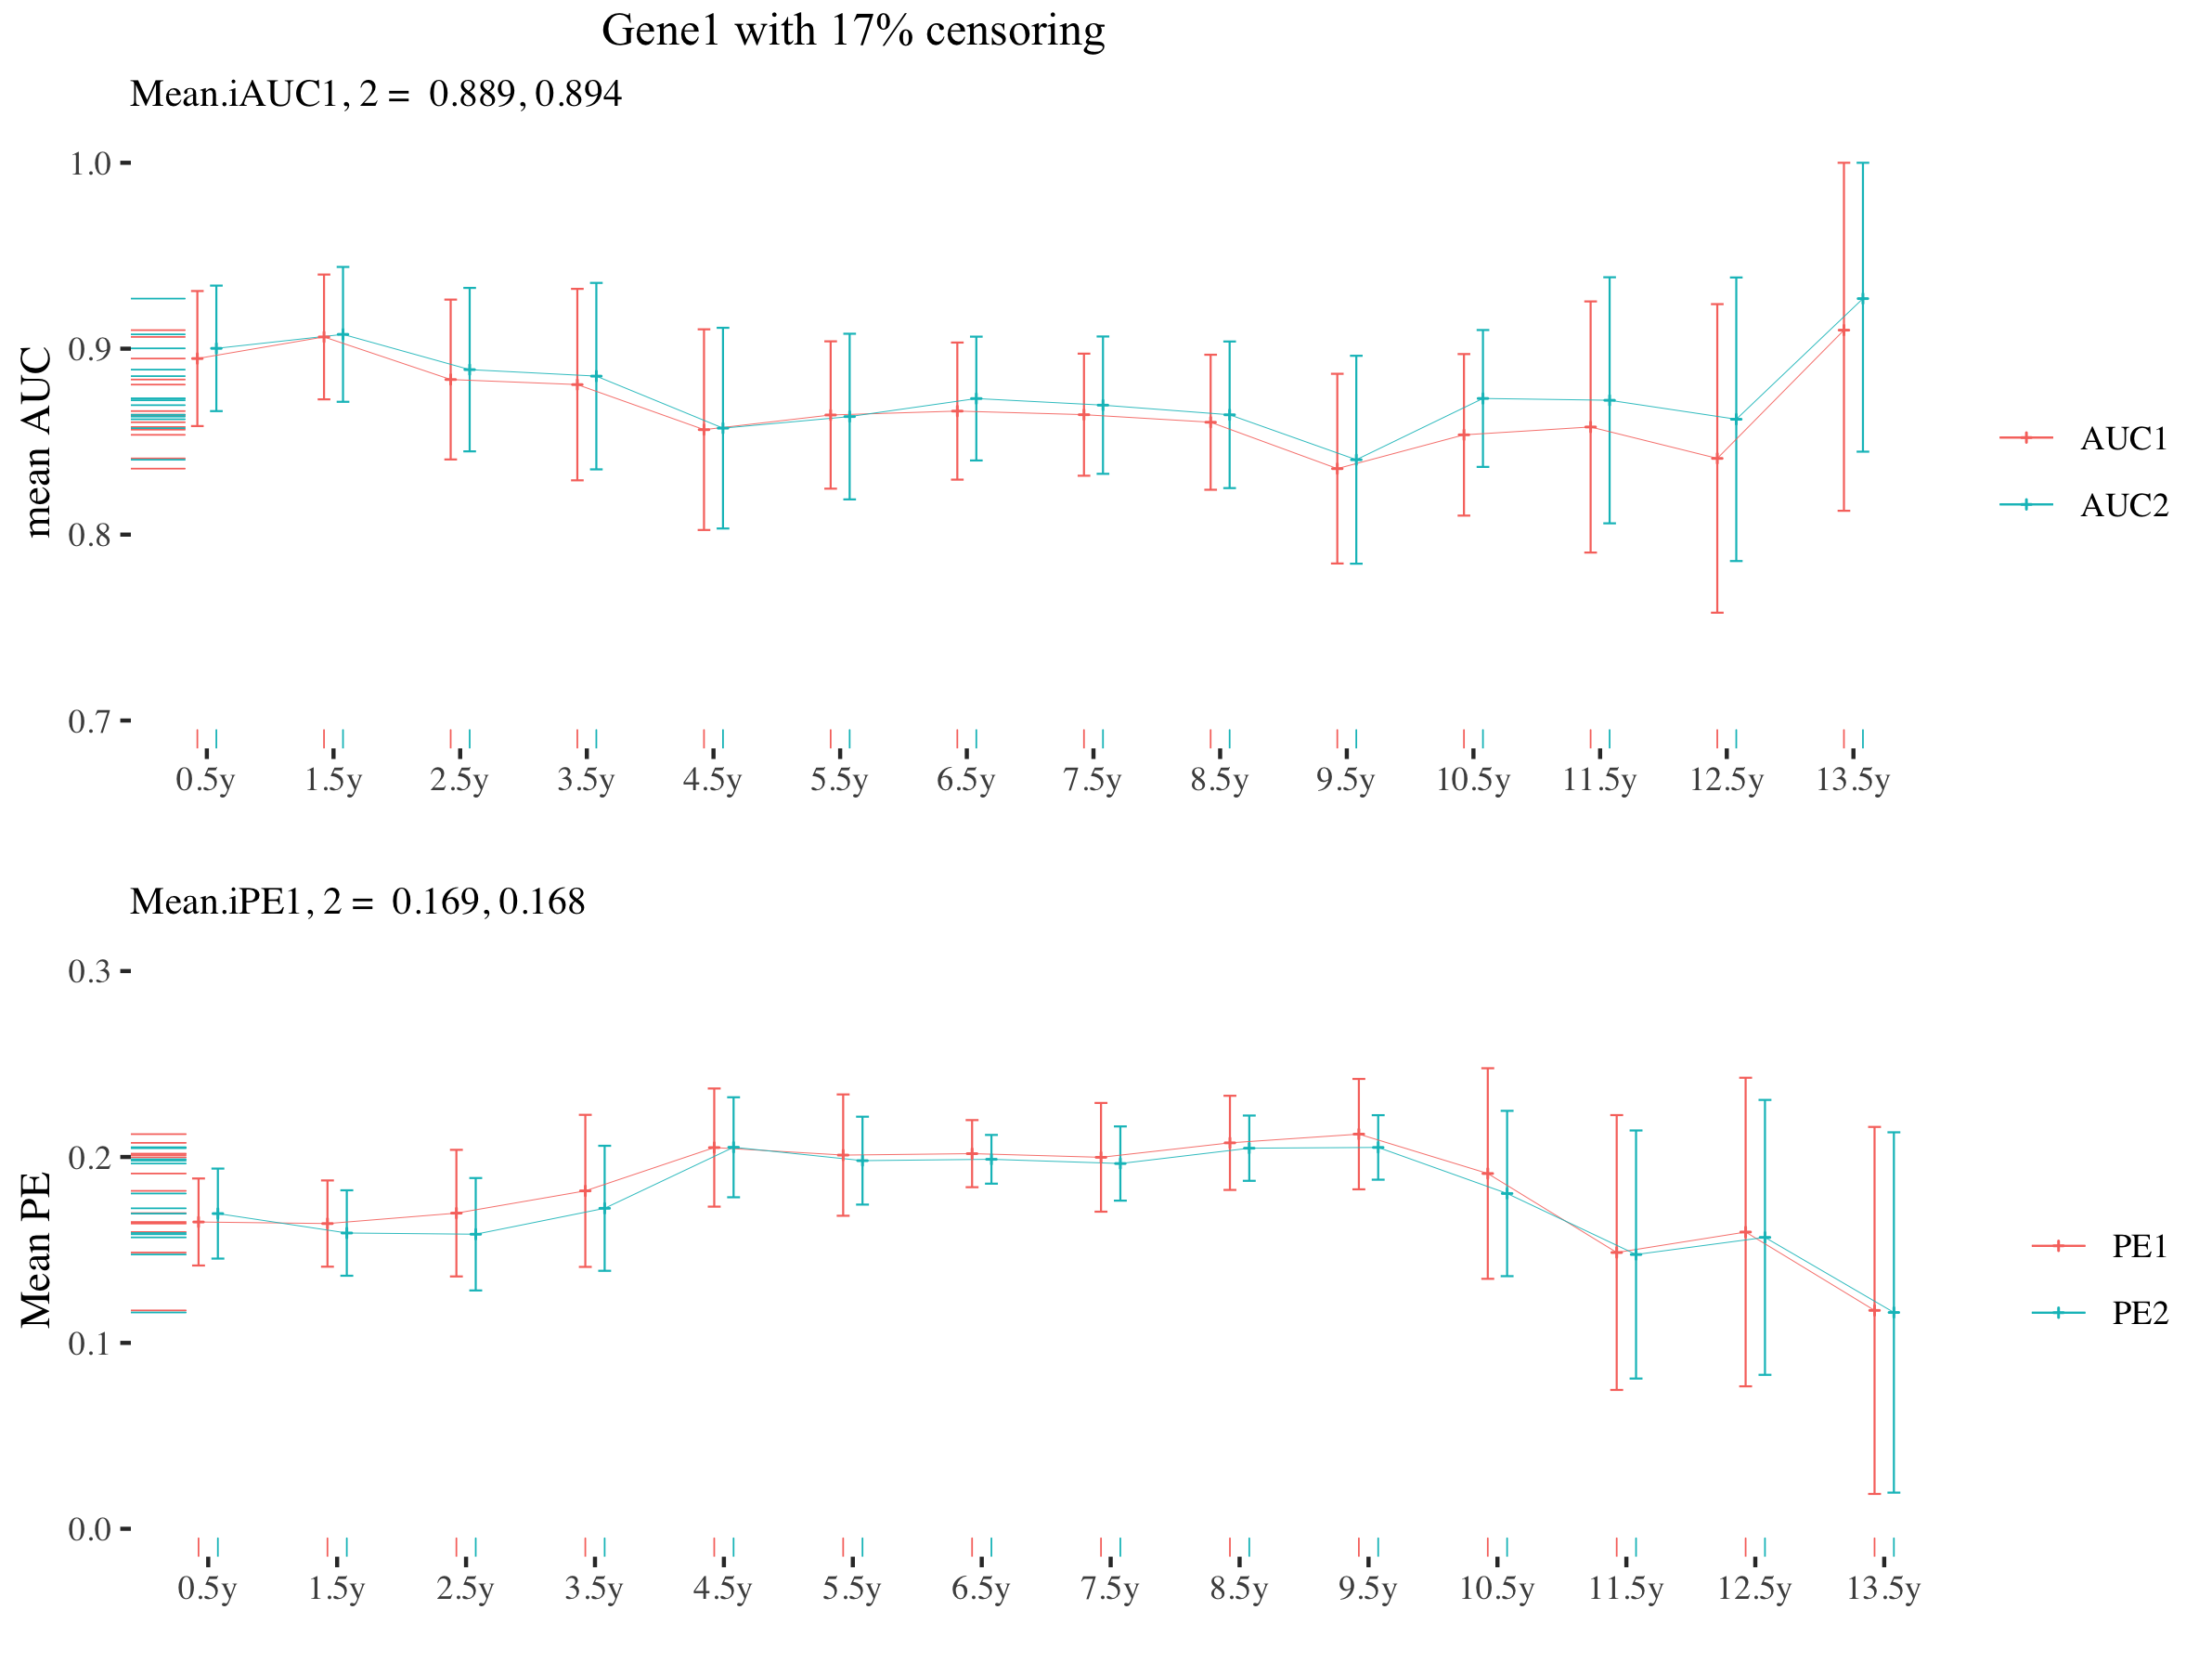 Gene1 with 17% censoring
Mean.iAUC1, 2 = 0.889, 0.894
mean AUC
1.0
0.9
0.8
0.7
0.5y 1.5y 2.5y 3.5y 4.5y 5.5y 6.5y 7.5y 8.5y 9.5y 10.5y 11.5y 12.5y 13.5y
AUC1
AUC2
Mean.iPE1, 2 = 0.169, 0.168
Mean PE
0.3
0.2
0.1
0.0
0.5y 1.5y 2.5y 3.5y 4.5y 5.5y 6.5y 7.5y 8.5y 9.5y 10.5y 11.5y 12.5y 13.5y
PE1
PE2